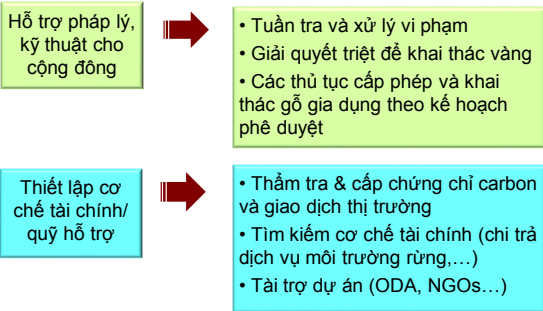 Hỗ trợ pháp lý,
kỹ thuật cho
cộng đông
• Tuần tra và xử lý vi phạm
• Giải quyết triệt để khai thác vàng
• Các thủ tục cấp phép và khai
thác gỗ gia dụng theo kế hoạch
phê duyệt
Thiết lập cơ
chế tài chính/
quỹ hỗ trợ
• Thẩm tra & cấp chứng chỉ carbon
và giao dịch thị trường
• Tìm kiếm cơ chế tài chính (chi trả
dịch vụ môi trường rừng,…)
• Tài trợ dự án (ODA, NGOs…)